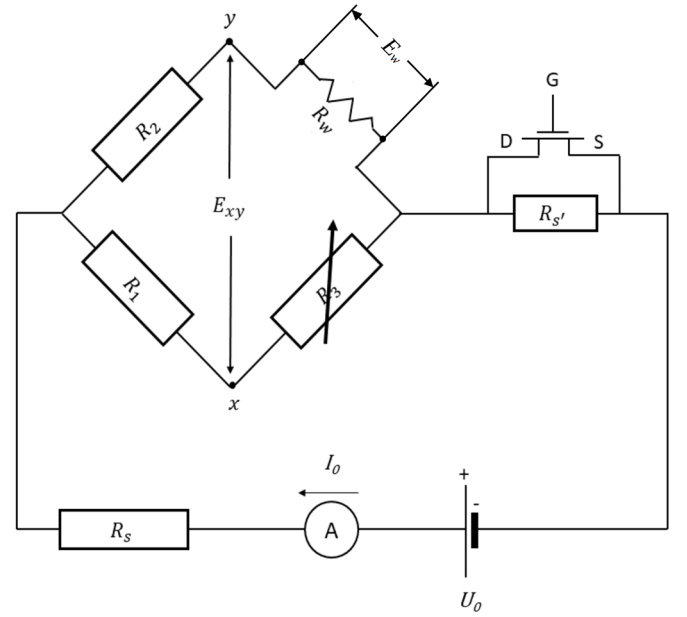 y
E_w
R_w
G
R_2
D
S
E_xy
R_s'
R_1
R_3
x
I_0
+
-
R_s
A
U_0